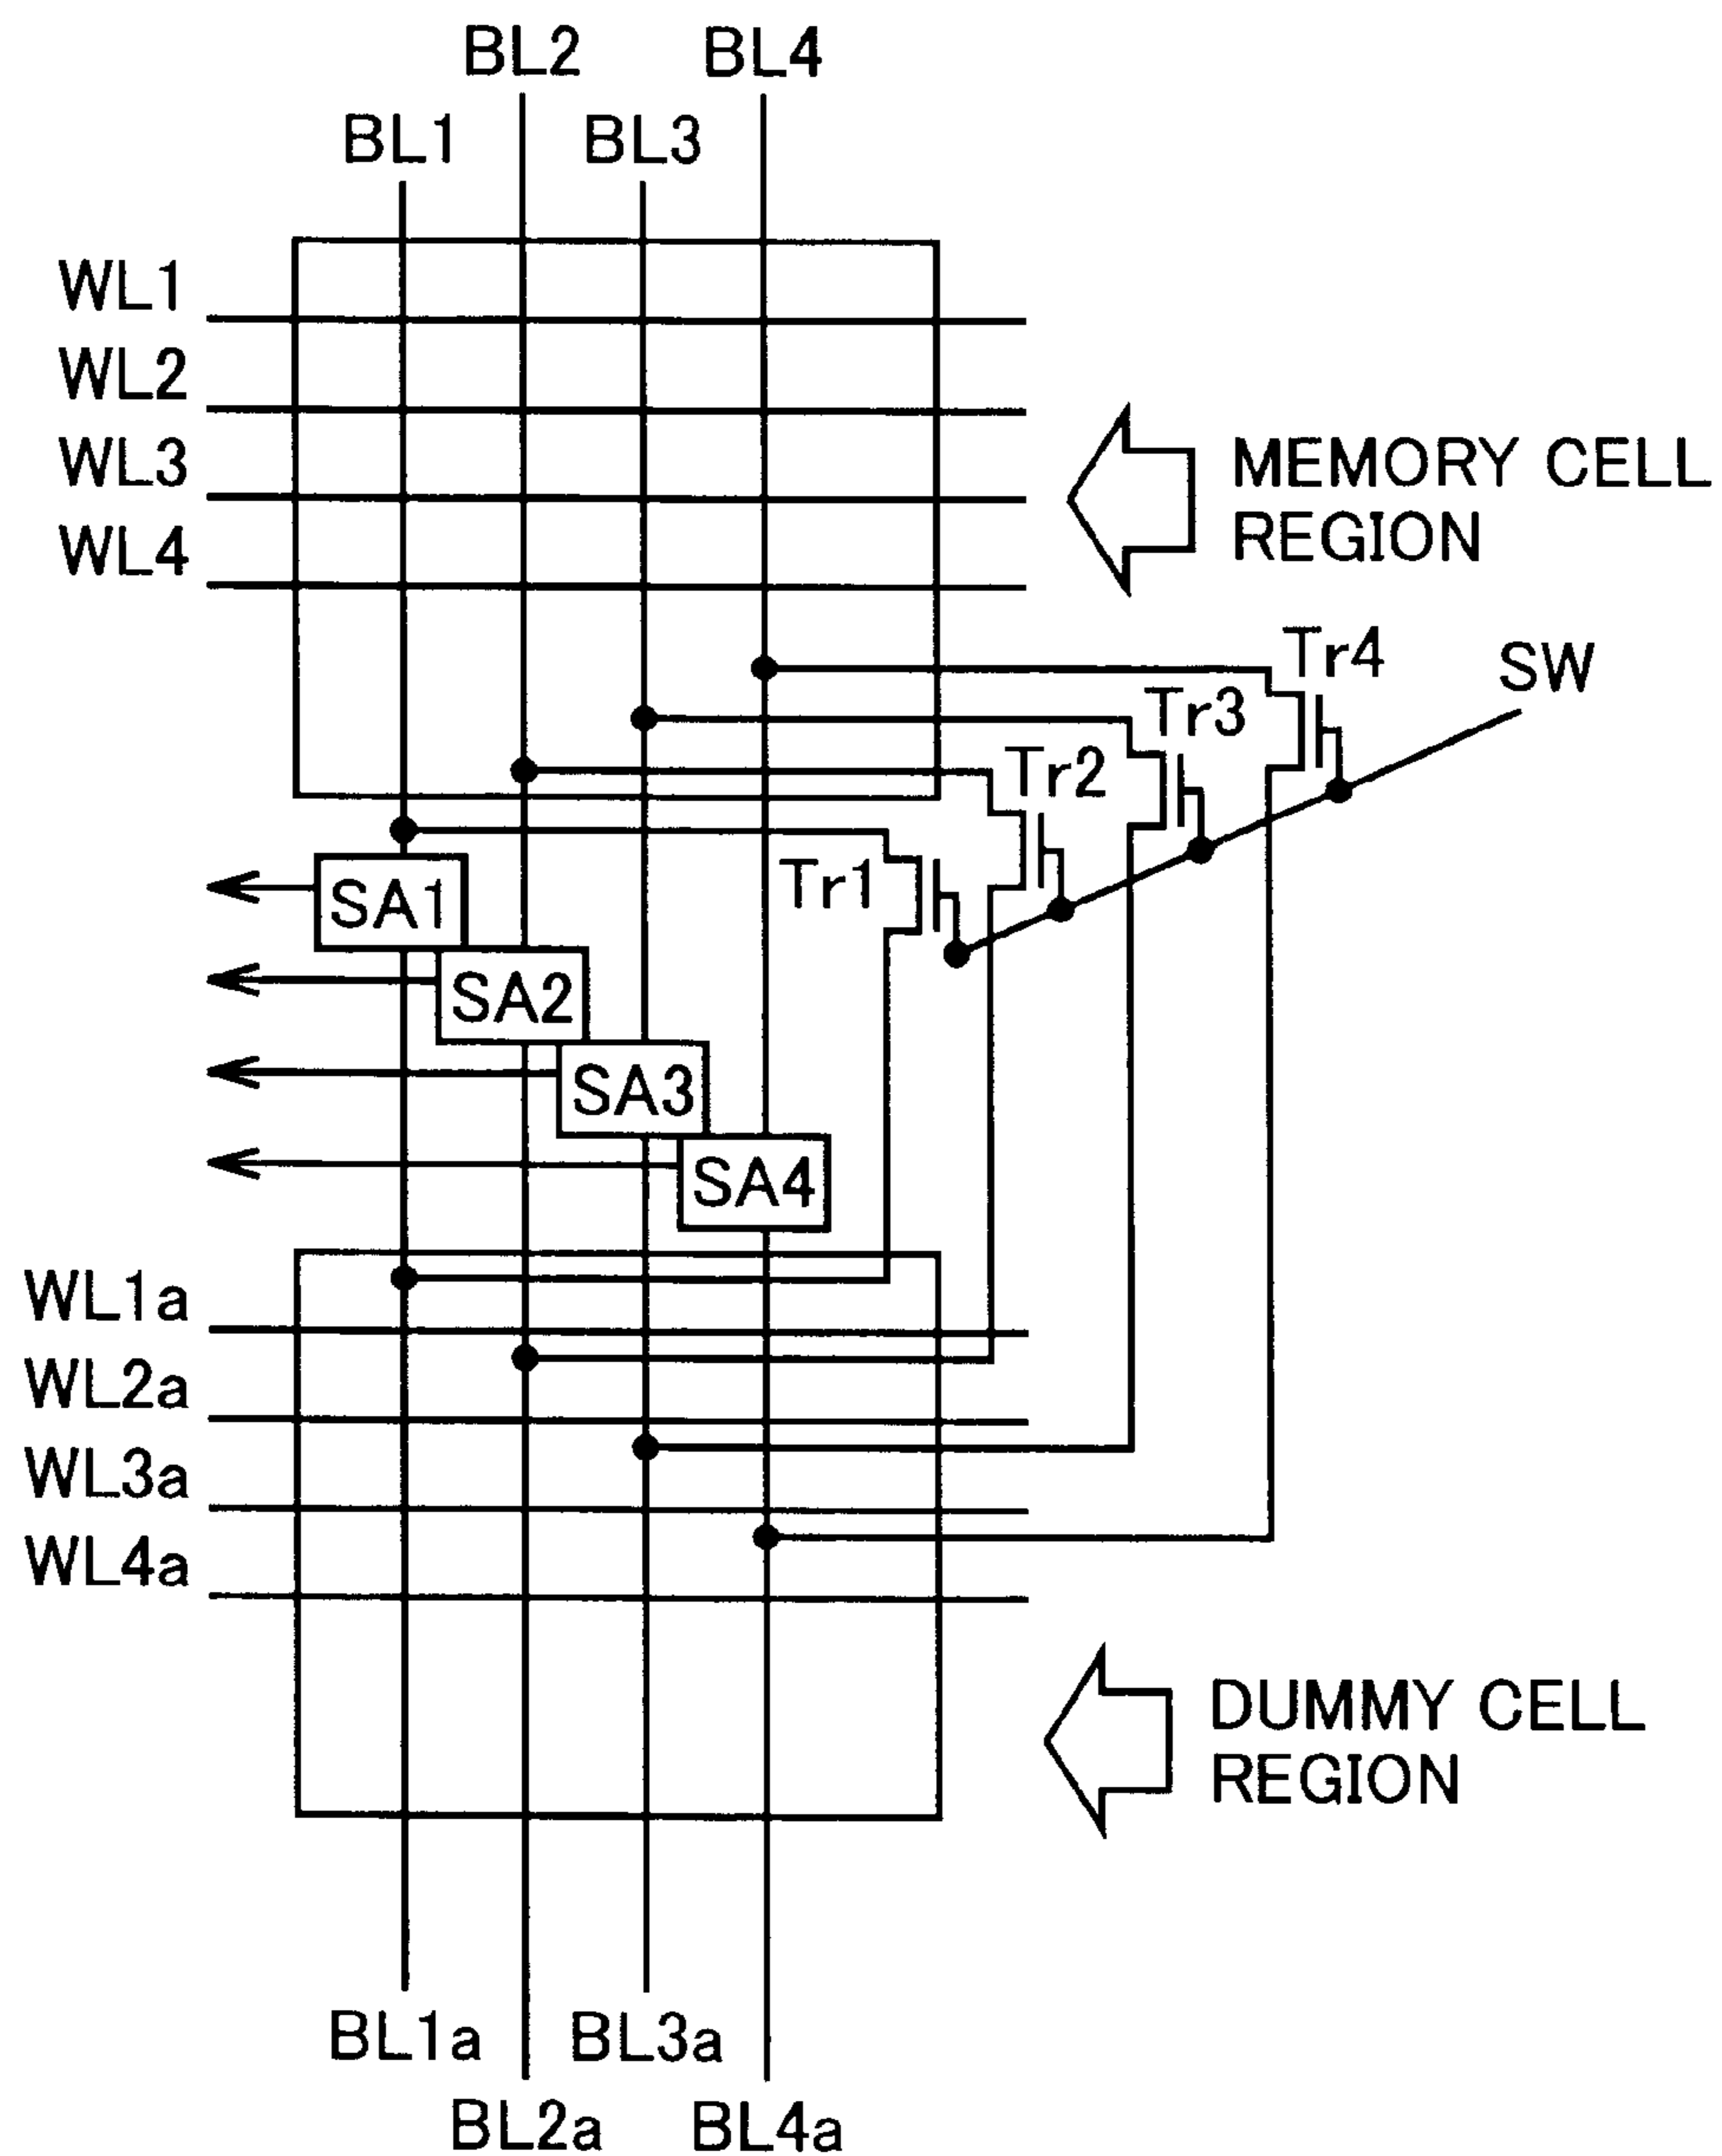 BL2
BL4
BL1
BL3
WL1
WL2
WL3
WL4
MEMORY CELL
REGION
Tr4
SW
Tr3
Tr2
Tr1
SA1
SA2
SA3
SA4
WL1a
WL2a
WL3a
WL4a
DUMMY CELL
REGION
BL1a
BL3a
BL2a
BL4a